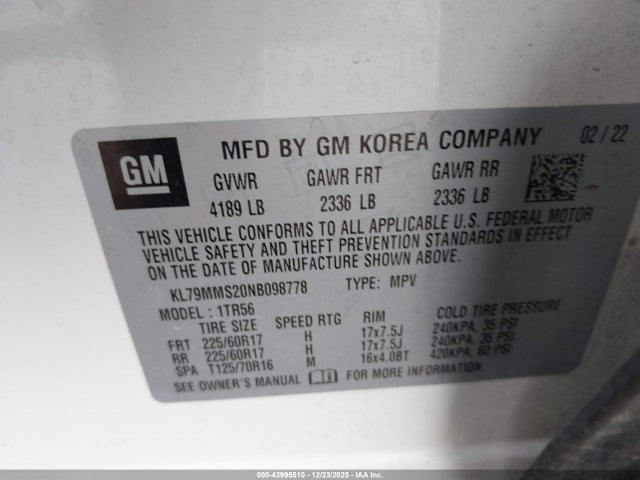 GM
MFD BY GM KOREA COMPANY 02 / 22
GVWR GAWR FRT GAWR RR
4189 LB 2336 LB 2336 LB
THIS VEHICLE CONFORMS TO ALL APPLICABLE U.S. FEDERAL MOTOR
VEHICLE SAFETY AND THEFT PREVENTION STANDARDS IN EFFECT
ON THE DATE OF MANUFACTURE SHOWN ABOVE.
KL79MMS20NB098778 TYPE: MPV
MODEL : 1TR56
TIRE SIZE SPEED RTG RIM COLD TIRE PRESSURE
FRT 225/60R17 H 17x7.5J 240KPA, 35 PSI
RR 225/60R17 H 17x7.5J 240KPA, 35 PSI
SPA T125/70R16 M 16x4.0BT 420KPA, 60 PSI
SEE OWNER'S MANUAL FOR MORE INFORMATION
000-43995510 - 12/23/2025 - IAA Inc.